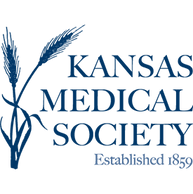 KANSAS
MEDICAL
SOCIETY
Established 1859